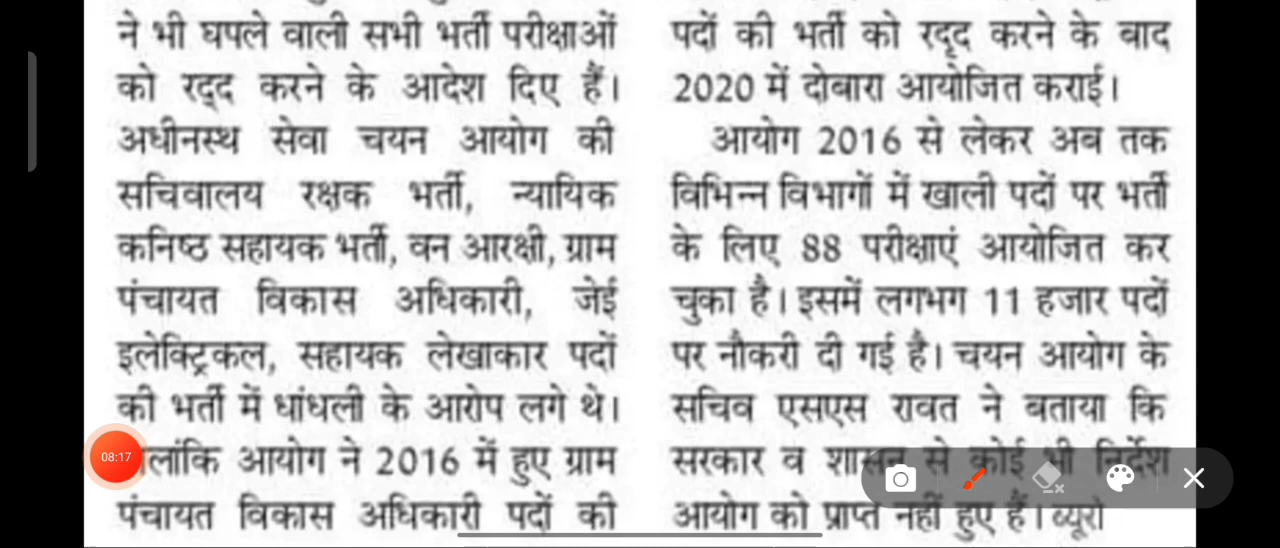 ने भी घपले वाली सभी भर्ती परीक्षाओं
को रद्द करने के आदेश दिए हैं।
अधीनस्थ सेवा चयन आयोग की
सचिवालय रक्षक भर्ती, न्यायिक
कनिष्ठ सहायक भर्ती, वन आरक्षी, ग्राम
पंचायत विकास अधिकारी, जेई
इलेक्ट्रिकल, सहायक लेखाकार पदों
की भर्ती में धांधली के आरोप लगे थे।
लांकि आयोग ने 2016 में हुए ग्राम
पंचायत विकास अधिकारी पदों की
पदों की भर्ती को रद्द करने के बाद
2020 में दोबारा आयोजित कराई।
आयोग 2016 से लेकर अब तक
विभिन्न विभागों में खाली पदों पर भर्ती
के लिए 88 परीक्षाएं आयोजित कर
चुका है। इसमें लगभग 11 हजार पदों
पर नौकरी दी गई है। चयन आयोग के
सचिव एसएस रावत ने बताया कि
सरकार व शासन से कोई भी निर्देश
आयोग को प्राप्त नहीं हुए हैं। ब्यूरो
08:17